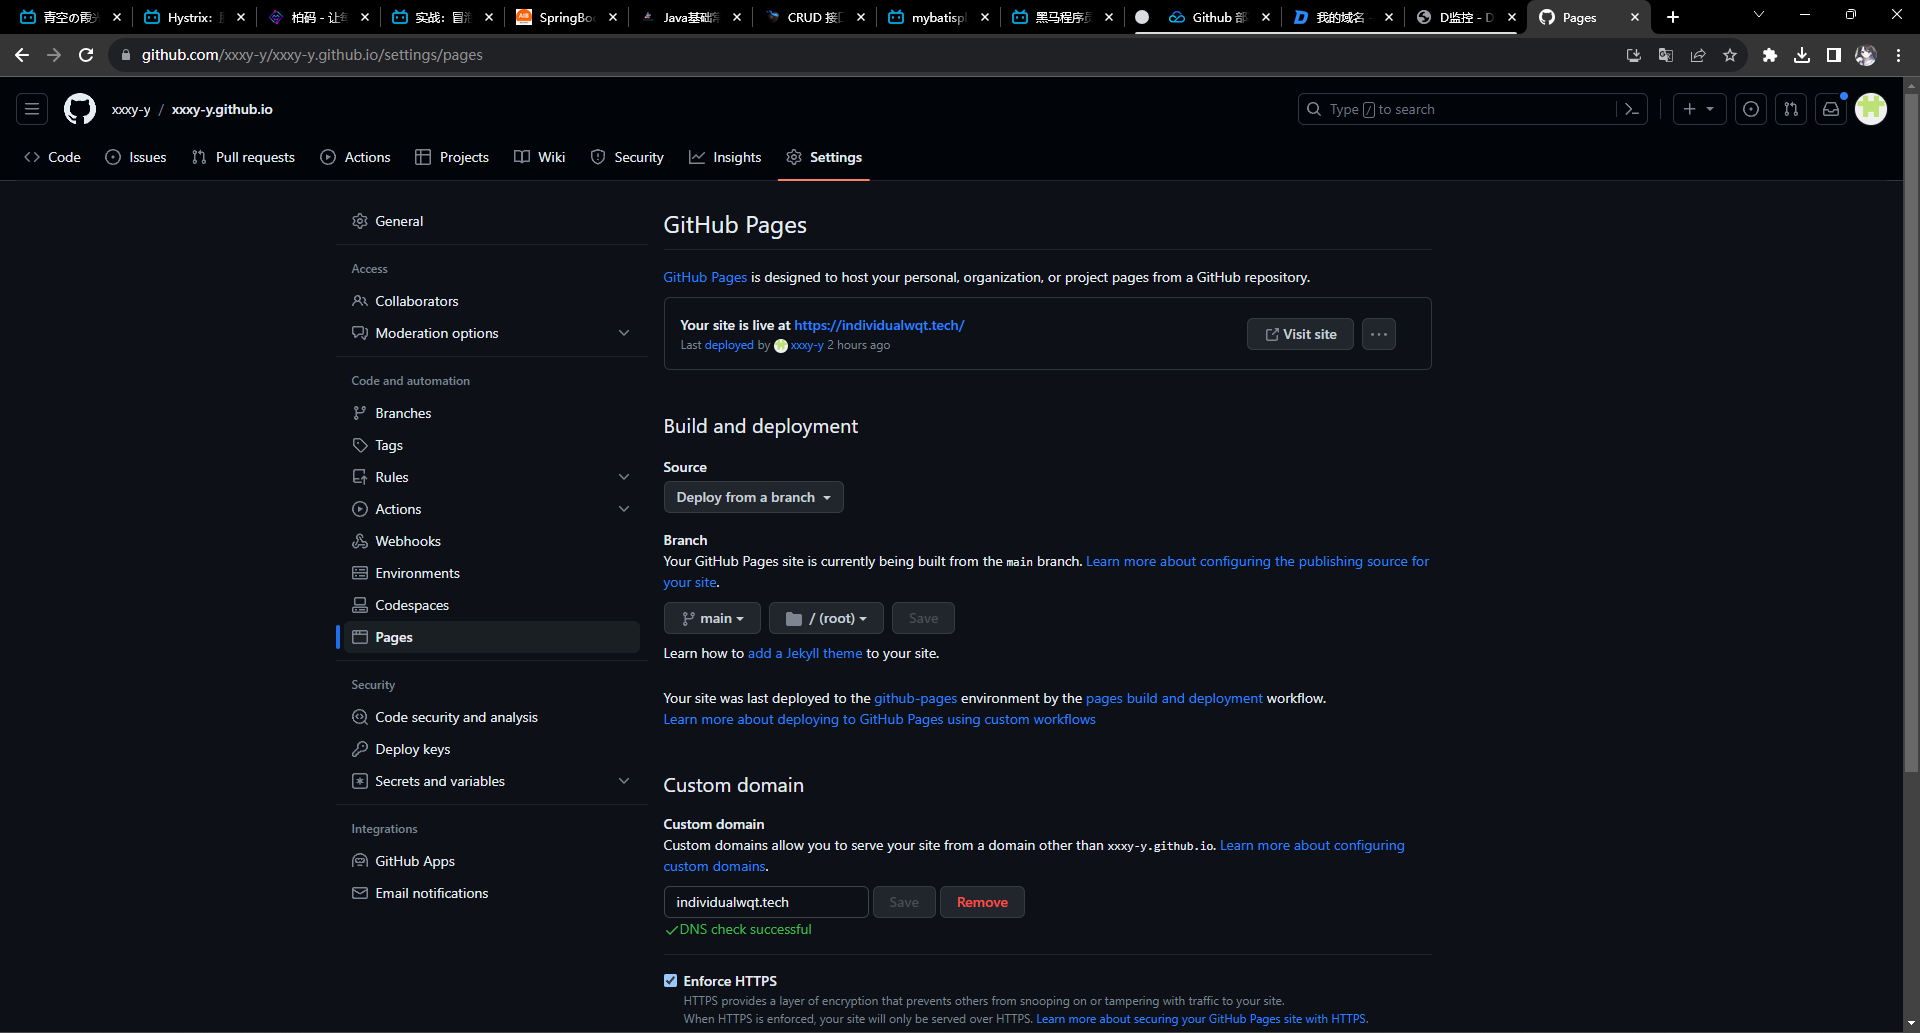 青空の霞光
Hystrix:
柏码 - 让每
实战：冒泡
SpringBoo
Java基础常
CRUD 接口
mybatispl
黑马程序员
Github 部
我的域名
D监控 - D
Pages
github.com/xxxy-y/xxxy-y.github.io/settings/pages
xxxy-y / xxxy-y.github.io
Type / to search
Code
Issues
Pull requests
Actions
Projects
Wiki
Security
Insights
Settings
General
Access
Collaborators
Moderation options
Code and automation
Branches
Tags
Rules
Actions
Webhooks
Environments
Codespaces
Pages
Security
Code security and analysis
Deploy keys
Secrets and variables
Integrations
GitHub Apps
Email notifications
GitHub Pages
GitHub Pages is designed to host your personal, organization, or project pages from a GitHub repository.
Your site is live at https://individualwqt.tech/
Last deployed by xxxy-y 2 hours ago
Visit site
Build and deployment
Source
Deploy from a branch
Branch
Your GitHub Pages site is currently being built from the main branch. Learn more about configuring the publishing source for
your site.
main
/ (root)
Save
Learn how to add a Jekyll theme to your site.
Your site was last deployed to the github-pages environment by the pages build and deployment workflow.
Learn more about deploying to GitHub Pages using custom workflows
Custom domain
Custom domain
Custom domains allow you to serve your site from a domain other than xxxy-y.github.io. Learn more about configuring
custom domains.
individualwqt.tech
Save
Remove
DNS check successful
Enforce HTTPS
HTTPS provides a layer of encryption that prevents others from snooping on or tampering with traffic to your site.
When HTTPS is enforced, your site will only be served over HTTPS. Learn more about securing your GitHub Pages site with HTTPS.